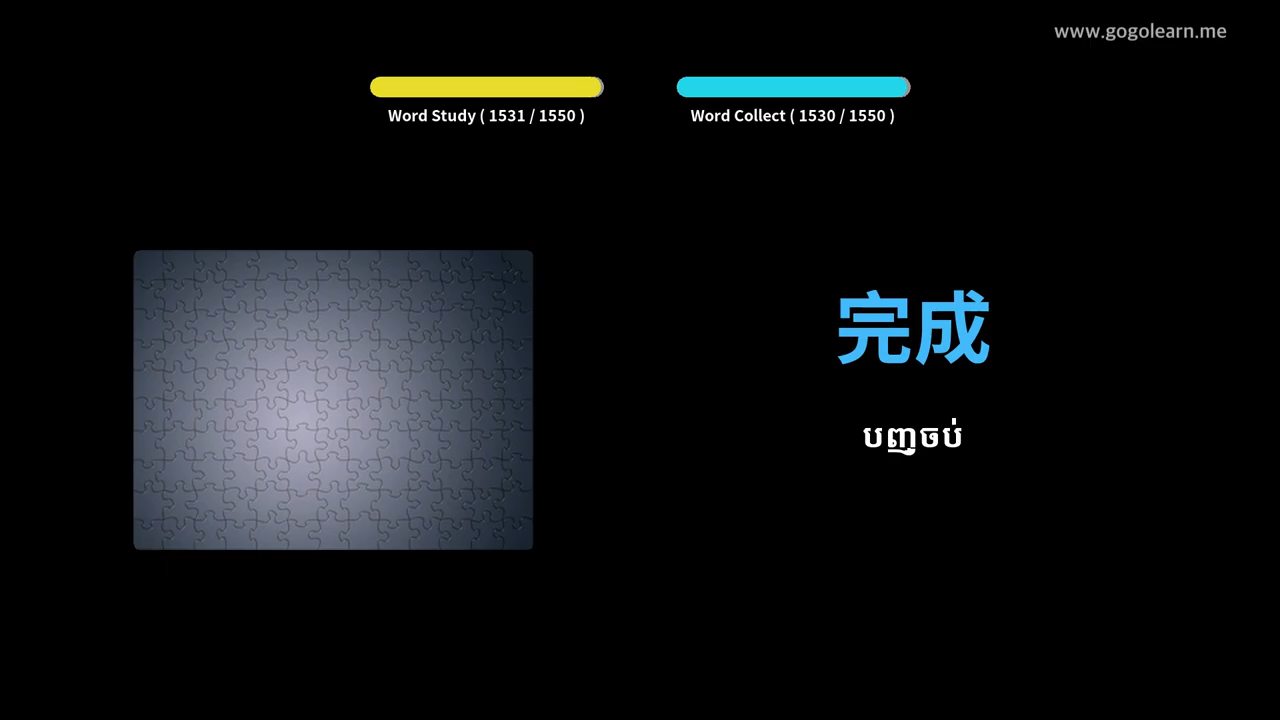 www.gogolearn.me
Word Study ( 1531 / 1550 )
Word Collect ( 1530 / 1550 )
完成
បញ្ចប់